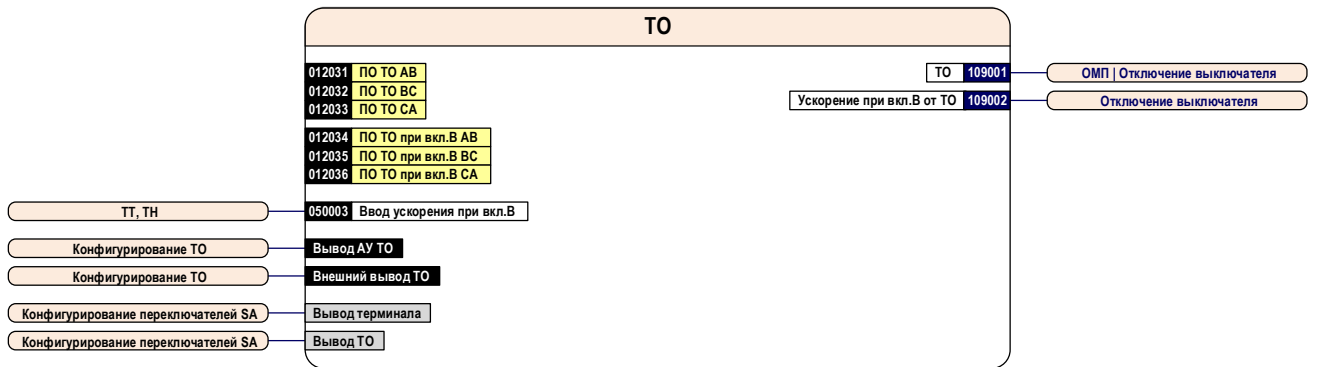 ТО
012031 ПО ТО АВ
012032 ПО ТО ВС
012033 ПО ТО СА
012034 ПО ТО при вкл.В АВ
012035 ПО ТО при вкл.В ВС
012036 ПО ТО при вкл.В СА
ТТ, ТН 050003 Ввод ускорения при вкл.В
Конфигурирование ТО Вывод АУ ТО
Конфигурирование ТО Внешний вывод ТО
Конфигурирование переключателей SA Вывод терминала
Конфигурирование переключателей SA Вывод ТО
ТО 109001 ОМП | Отключение выключателя
Ускорение при вкл.В от ТО 109002 Отключение выключателя